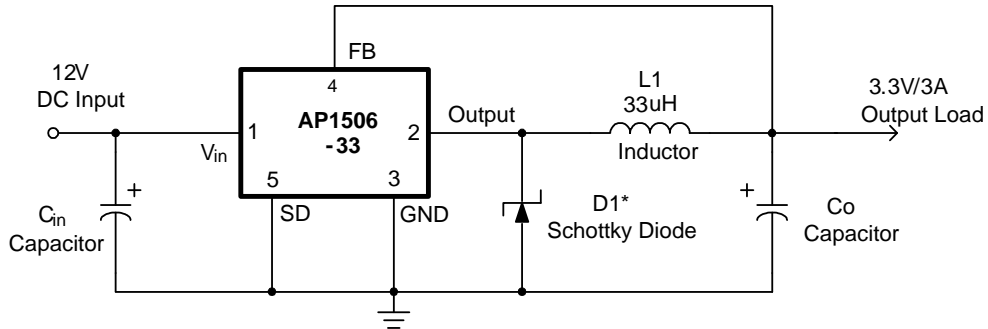 FB
12V
DC Input
4
L1
33uH
3.3V/3A
Output Load
AP1506
-33
1
2
Output
Vin
Inductor
5
3
+
Cin
Capacitor
SD
GND
D1*
Schottky Diode
+
Co
Capacitor